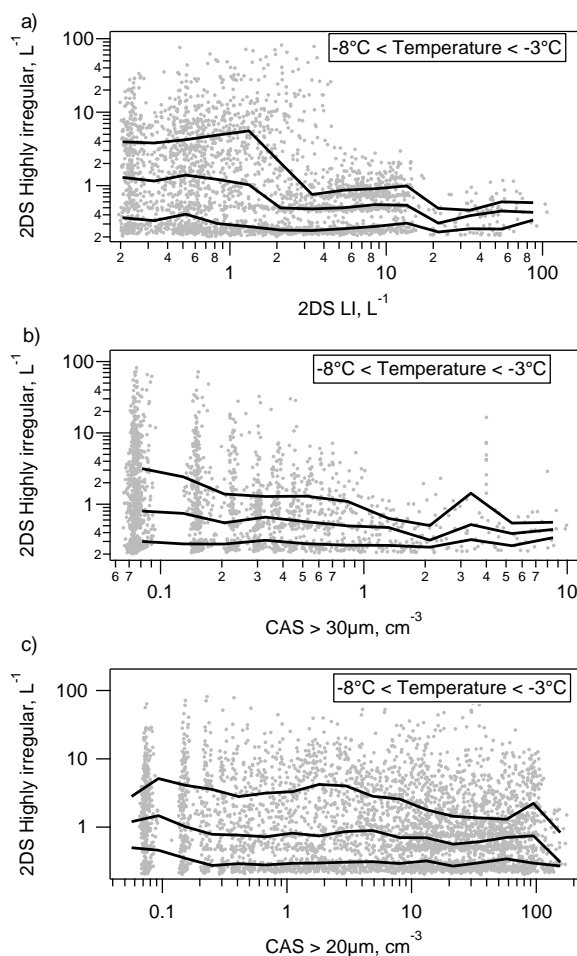 a)
-8°C < Temperature < -3°C
2DS Highly irregular, L⁻¹
100
4
2
10
4
2
1
4
2
2 4 6 8 1 2 4 6 8 10 2 4 6 8 100
2DS LI, L⁻¹
b)
-8°C < Temperature < -3°C
2DS Highly irregular, L⁻¹
100
4
2
10
4
2
1
4
2
6 7 0.1 2 3 4 5 6 7 1 2 3 4 5 6 7 10
CAS > 30µm, cm⁻³
c)
-8°C < Temperature < -3°C
2DS Highly irregular, L⁻¹
100
10
1
0.1 1 10 100
CAS > 20µm, cm⁻³